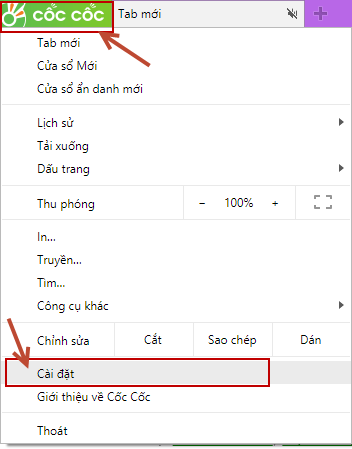 CỐC CỐC Tab mới
Tab mới
Cửa sổ Mới
Cửa sổ ẩn danh mới
Lịch sử
Tải xuống
Dấu trang
Thu phóng − 100% +
In...
Truyền...
Tìm...
Công cụ khác
Chỉnh sửa Cắt Sao chép Dán
Cài đặt
Giới thiệu về Cốc Cốc
Thoát